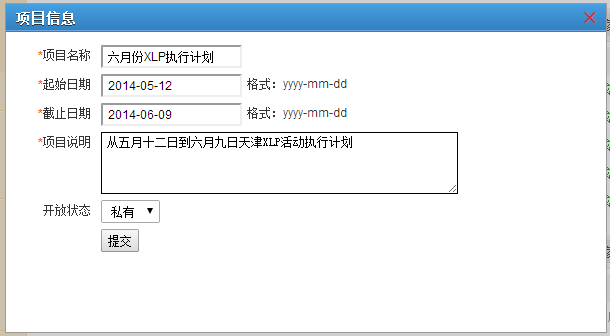 项目信息
*项目名称 六月份XLP执行计划
*起始日期 2014-05-12 格式：yyyy-mm-dd
*截止日期 2014-06-09 格式：yyyy-mm-dd
*项目说明 从五月十二日到六月九日天津XLP活动执行计划
开放状态 私有
提交